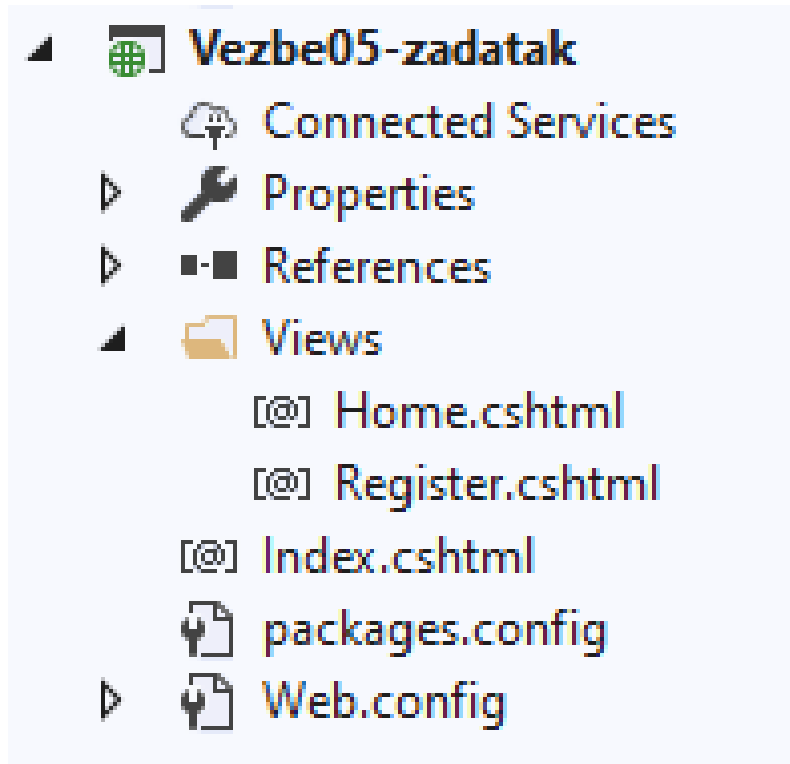 Vezbe05-zadatak
Connected Services
Properties
References
Views
[@] Home.cshtml
[@] Register.cshtml
[@] Index.cshtml
packages.config
Web.config